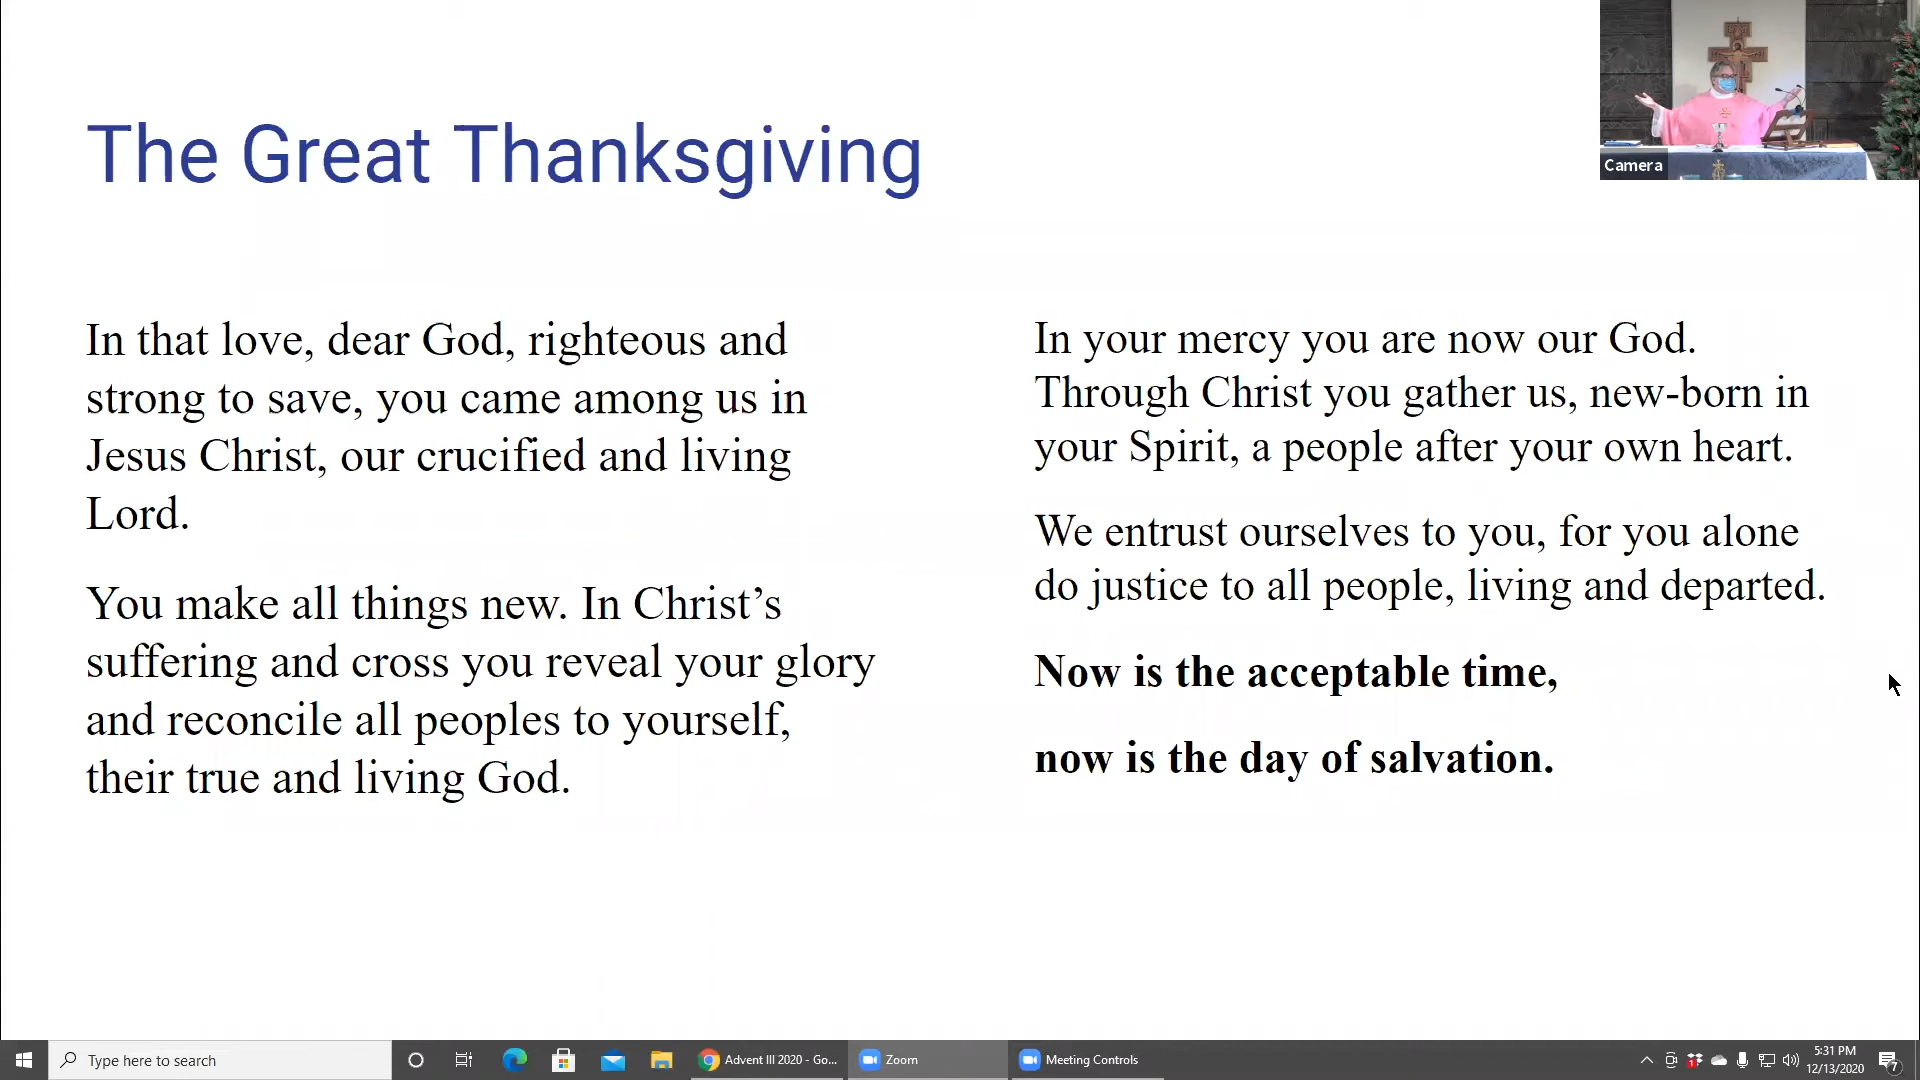 The Great Thanksgiving
Camera
In that love, dear God, righteous and
strong to save, you came among us in
Jesus Christ, our crucified and living
Lord.
You make all things new. In Christ’s
suffering and cross you reveal your glory
and reconcile all peoples to yourself,
their true and living God.
In your mercy you are now our God.
Through Christ you gather us, new-born in
your Spirit, a people after your own heart.
We entrust ourselves to you, for you alone
do justice to all people, living and departed.
Now is the acceptable time,
now is the day of salvation.
Type here to search
Advent III 2020 - Go...
Zoom
Meeting Controls
1
5:31 PM
12/13/2020
7